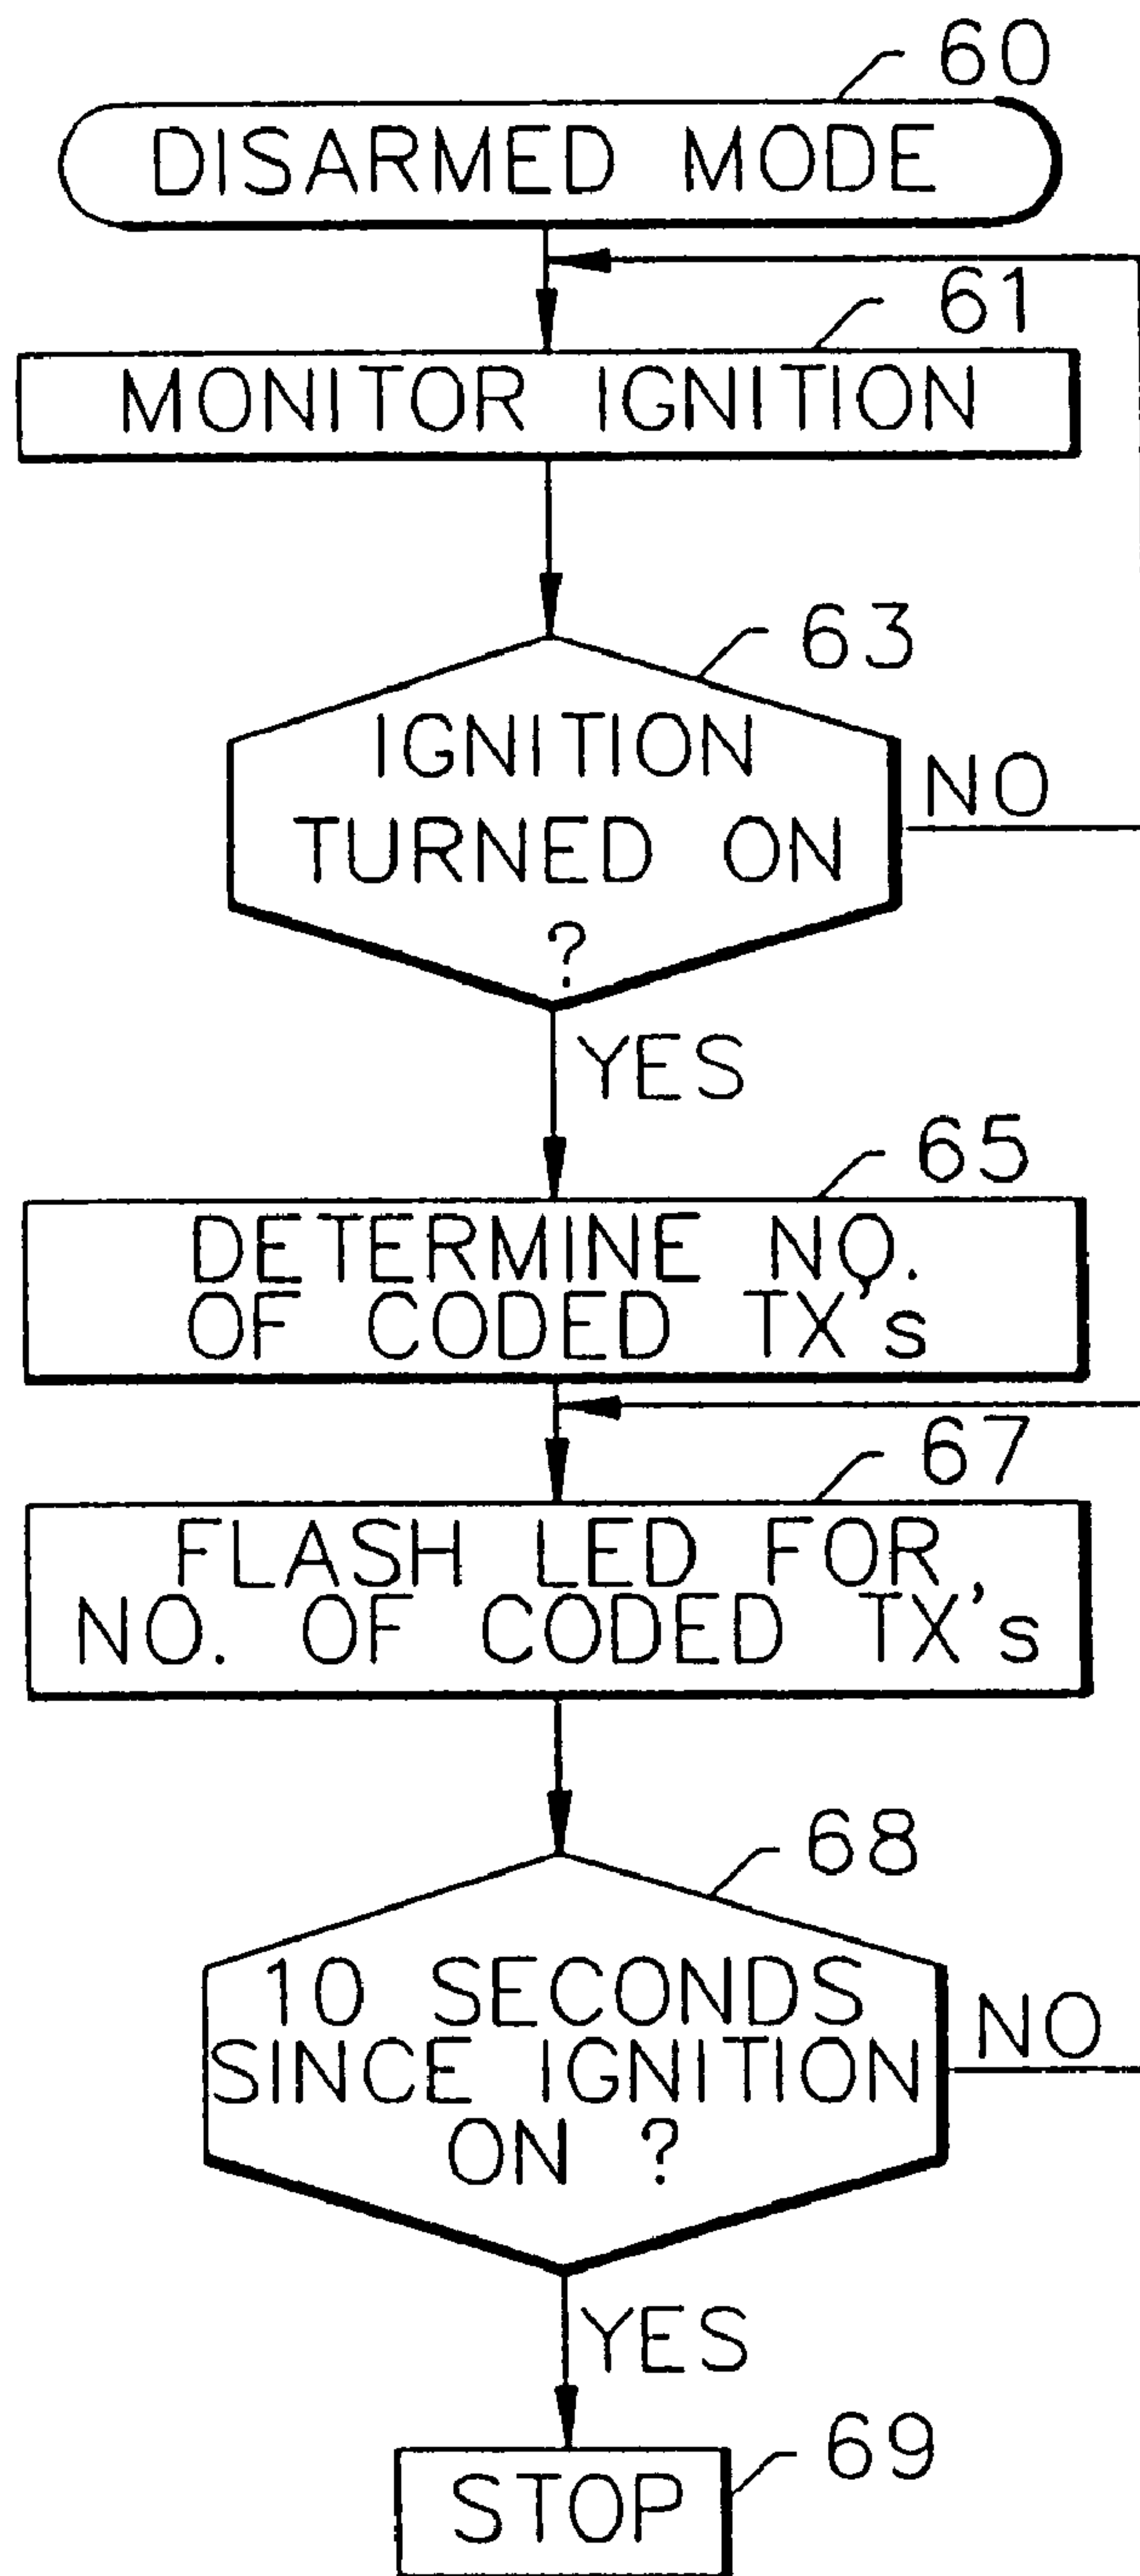 60
DISARMED MODE
61
MONITOR IGNITION
63
IGNITION
TURNED ON
?
NO
YES
65
DETERMINE NO.
OF CODED TX's
67
FLASH LED FOR
NO. OF CODED TX's
68
10 SECONDS
SINCE IGNITION
ON ?
NO
YES
69
STOP